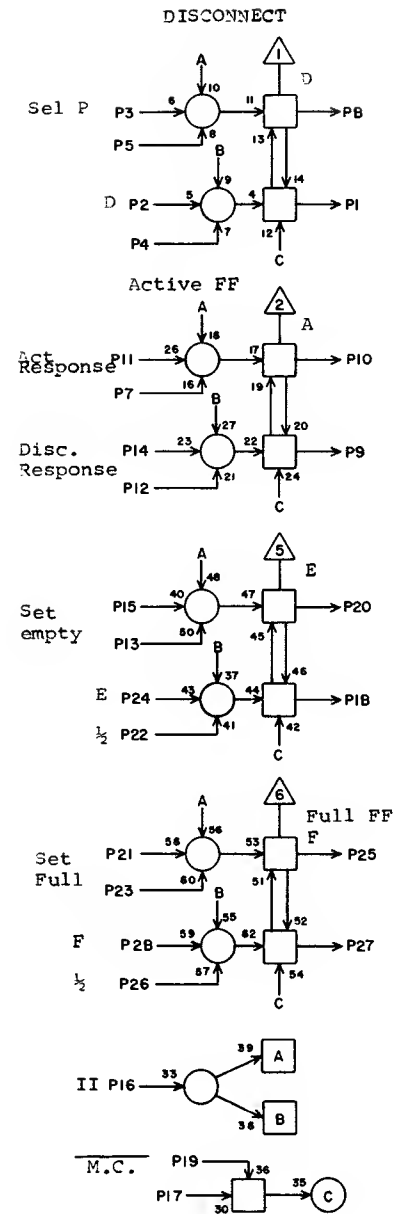 DISCONNECT
1
A
D
10
Sel P P3 6 11 PB
P5 8 13
B
9 14
D P2 5 4 P1
P4 7 12
C
Active FF
2
A
A
18
Act Response P11 26 17 P10
P7 16 19
B
27 20
Disc. Response P14 23 22 P9
P12 21 24
C
5
A
E
48
Set empty P15 40 47 P20
P13 50 45
B
37 46
E P24 43 44 P1B
½ P22 41 42
C
6
A
Full FF
F
56
Set Full P21 58 53 P25
P23 60 51
B
55 52
F P2B 59 62 P27
½ P26 57 54
C
39 A
II P16 33
38 B
M.C. P19 36
P17 30 35 C